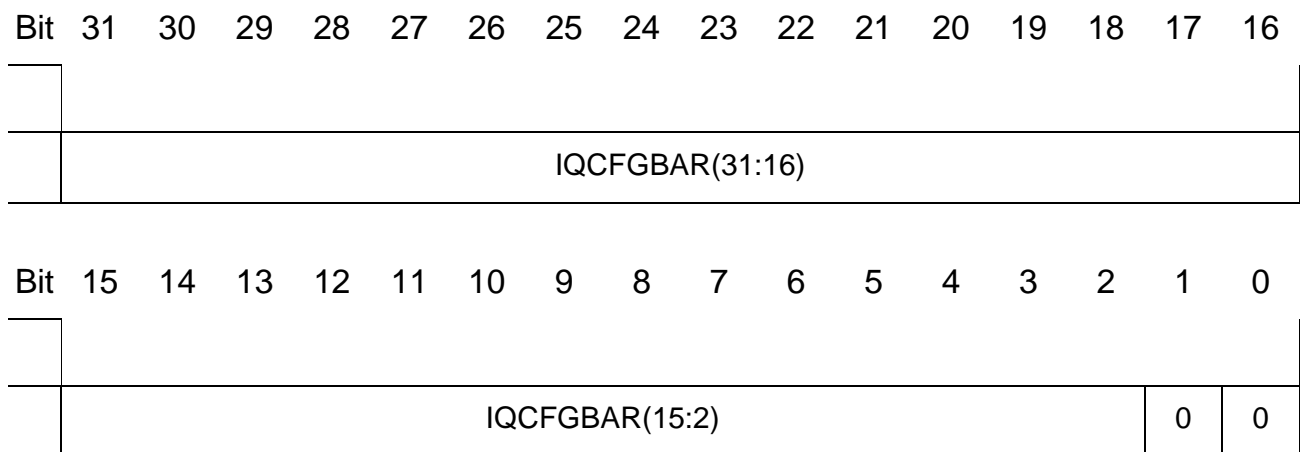 Bit 31 30 29 28 27 26 25 24 23 22 21 20 19 18 17 16
IQCFGBAR(31:16)
Bit 15 14 13 12 11 10 9 8 7 6 5 4 3 2 1 0
IQCFGBAR(15:2) 0 0